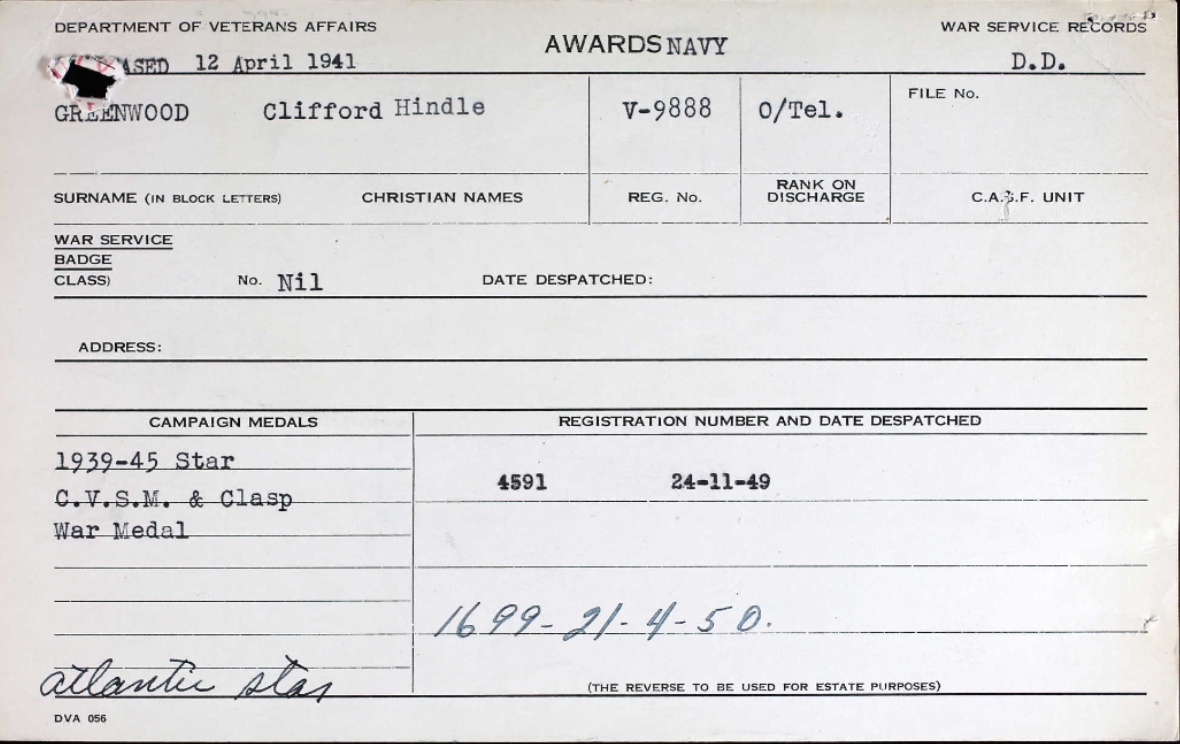 DEPARTMENT OF VETERANS AFFAIRS
WAR SERVICE RECORDS
AWARDS NAVY
ASED 12 April 1941
D.D.
GREENWOOD Clifford Hindle
V-9888
O/Tel.
FILE No.
SURNAME (IN BLOCK LETTERS)
CHRISTIAN NAMES
REG. No.
RANK ON
DISCHARGE
C.A.S.F. UNIT
WAR SERVICE
BADGE
CLASS)
No. Nil
DATE DESPATCHED:
ADDRESS:
CAMPAIGN MEDALS
REGISTRATION NUMBER AND DATE DESPATCHED
1939-45 Star
4591 24-11-49
C.V.S.M. & Clasp
War Medal
1699-21-4-50.
atlantic star
(THE REVERSE TO BE USED FOR ESTATE PURPOSES)
DVA 056